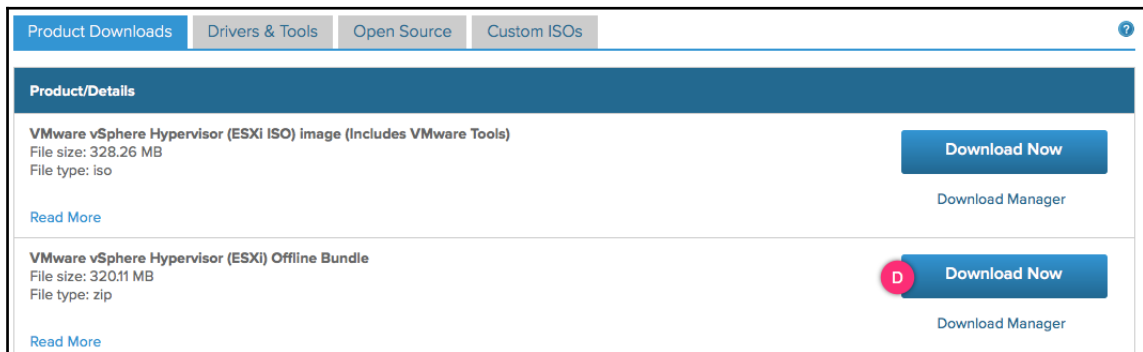 Product Downloads Drivers & Tools Open Source Custom ISOs ?
Product/Details
VMware vSphere Hypervisor (ESXi ISO) image (Includes VMware Tools)
File size: 328.26 MB
File type: iso
Download Now
Download Manager
Read More
VMware vSphere Hypervisor (ESXi) Offline Bundle
File size: 320.11 MB
File type: zip
D Download Now
Download Manager
Read More